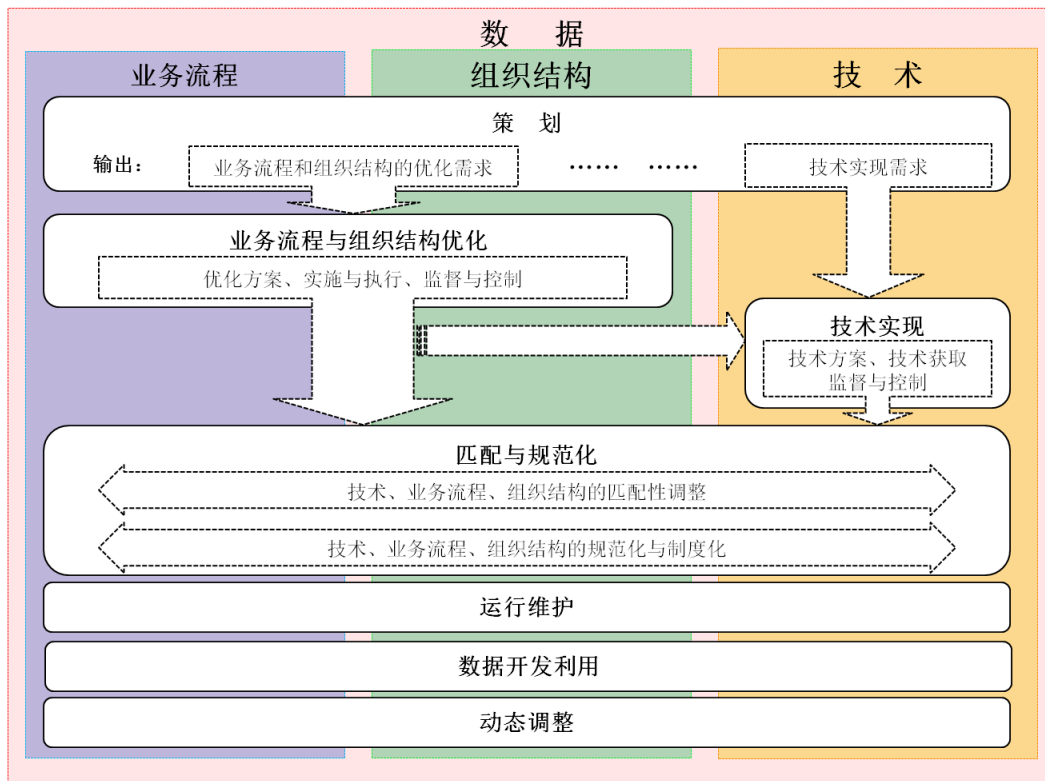 数 据
业务流程
组织结构
技 术
策 划
输出：
业务流程和组织结构的优化需求
…… ……
技术实现需求
业务流程与组织结构优化
优化方案、实施与执行、监督与控制
技术实现
技术方案、技术获取
监督与控制
匹配与规范化
技术、业务流程、组织结构的匹配性调整
技术、业务流程、组织结构的规范化与制度化
运行维护
数据开发利用
动态调整